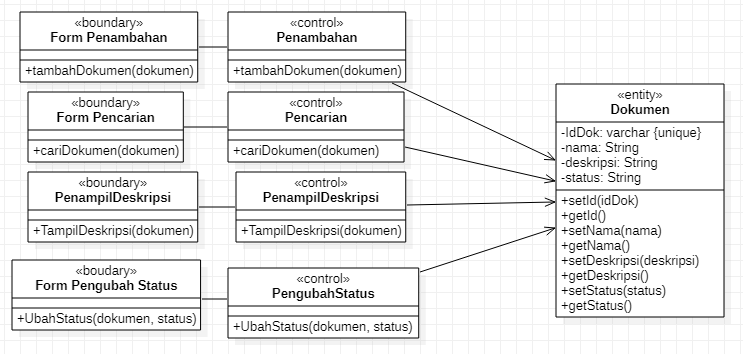 «boundary»
Form Penambahan
+tambahDokumen(dokumen)
«control»
Penambahan
+tambahDokumen(dokumen)
«boundary»
Form Pencarian
+cariDokumen(dokumen)
«control»
Pencarian
+cariDokumen(dokumen)
«boundary»
PenampilDeskripsi
+TampilDeskripsi(dokumen)
«control»
PenampilDeskripsi
+TampilDeskripsi(dokumen)
«boudary»
Form Pengubah Status
+UbahStatus(dokumen, status)
«control»
PengubahStatus
+UbahStatus(dokumen, status)
«entity»
Dokumen
-IdDok: varchar {unique}
-nama: String
-deskripsi: String
-status: String
+setId(idDok)
+getId()
+setNama(nama)
+getNama()
+setDeskripsi(deskripsi)
+getDeskripsi()
+setStatus(status)
+getStatus()